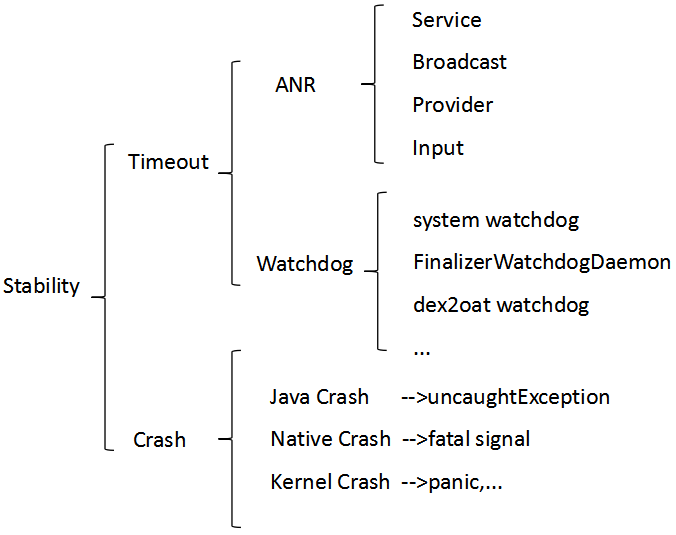 Stability
Timeout
ANR
Service
Broadcast
Provider
Input
Watchdog
system watchdog
FinalizerWatchdogDaemon
dex2oat watchdog
...
Crash
Java Crash -->uncaughtException
Native Crash -->fatal signal
Kernel Crash -->panic,...